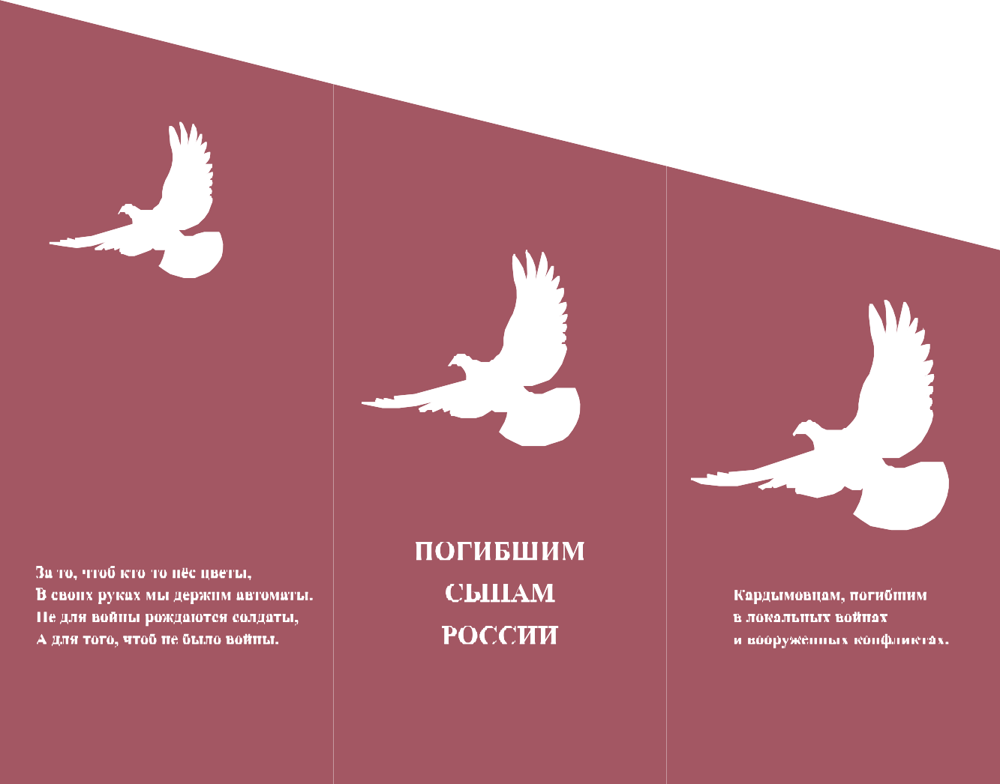 За то, чтоб кто то нёс цветы,
В своих руках мы держим автоматы.
Не для войны рождаются солдаты,
А для того, чтоб не было войны.
ПОГИБШИМ
СЫНАМ
РОССИИ
Кардымовцам, погибшим
в локальных войнах
и вооруженных конфликтах.